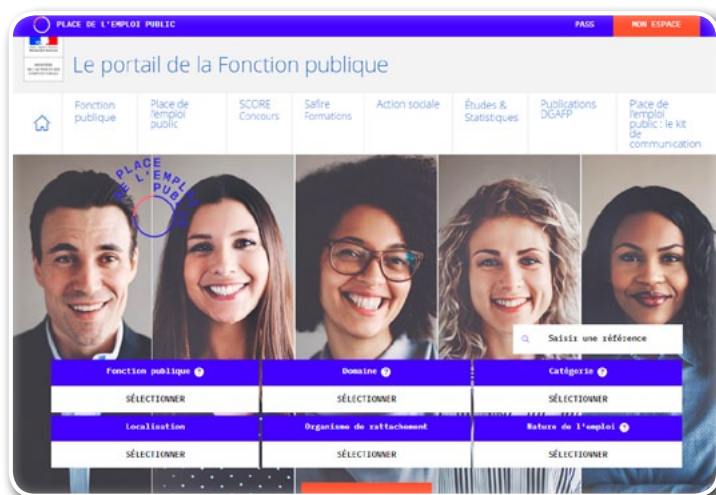 PLACE DE L'EMPLOI PUBLIC
PASS
MON ESPACE
Le portail de la Fonction publique
Fonction
publique
Place de
l'emploi
public
SCORE
Concours
Safire
Formations
Action sociale
Études &
Statistiques
Publications
DGAFP
Place de
l'emploi
public : le kit
de
communication
PLACE
DE L'EMPLOI
PUBLIC
Saisir une référence
Fonction publique ?
Domaine ?
Catégorie ?
SÉLECTIONNER
SÉLECTIONNER
SÉLECTIONNER
Localisation
Organisme de rattachement
Nature de l'emploi ?
SÉLECTIONNER
SÉLECTIONNER
SÉLECTIONNER